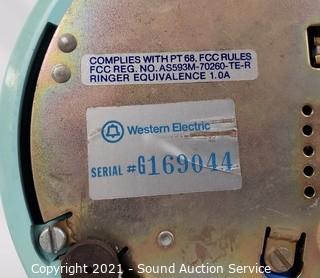 COMPLIES WITH PT 68, FCC RULES
FCC REG. NO. AS593M-70260-TE-R
RINGER EQUIVALENCE 1.0A
Western Electric
SERIAL #G169044
Copyright 2021 - Sound Auction Service